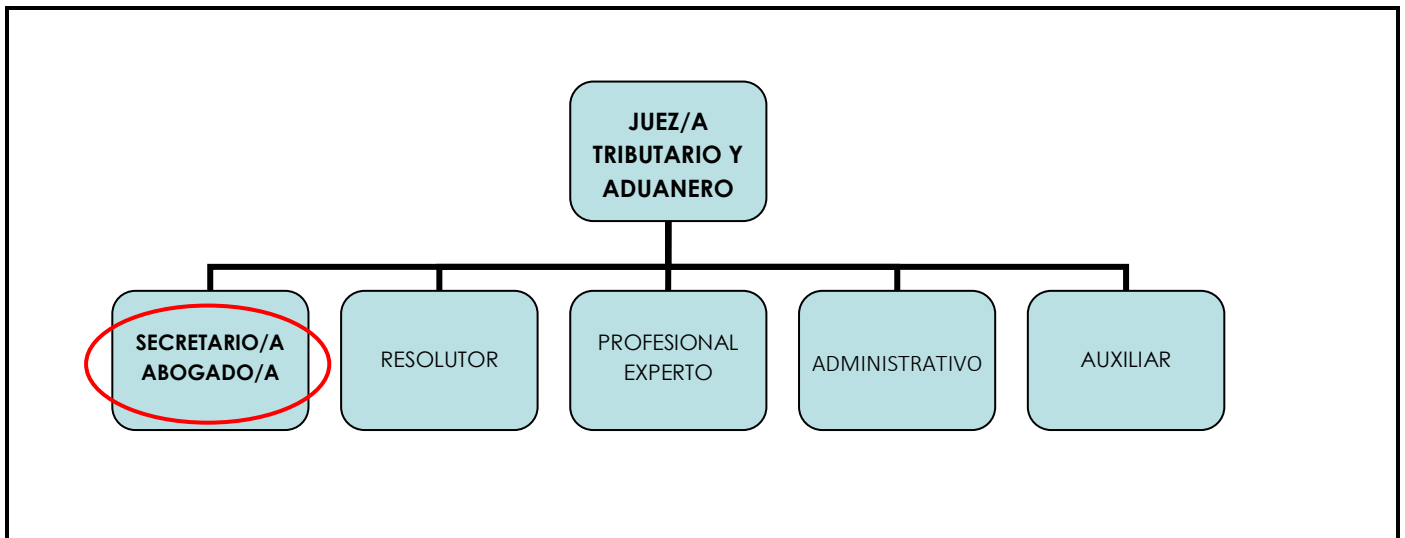 JUEZ/A
TRIBUTARIO Y
ADUANERO
SECRETARIO/A
ABOGADO/A
RESOLUTOR
PROFESIONAL
EXPERTO
ADMINISTRATIVO
AUXILIAR